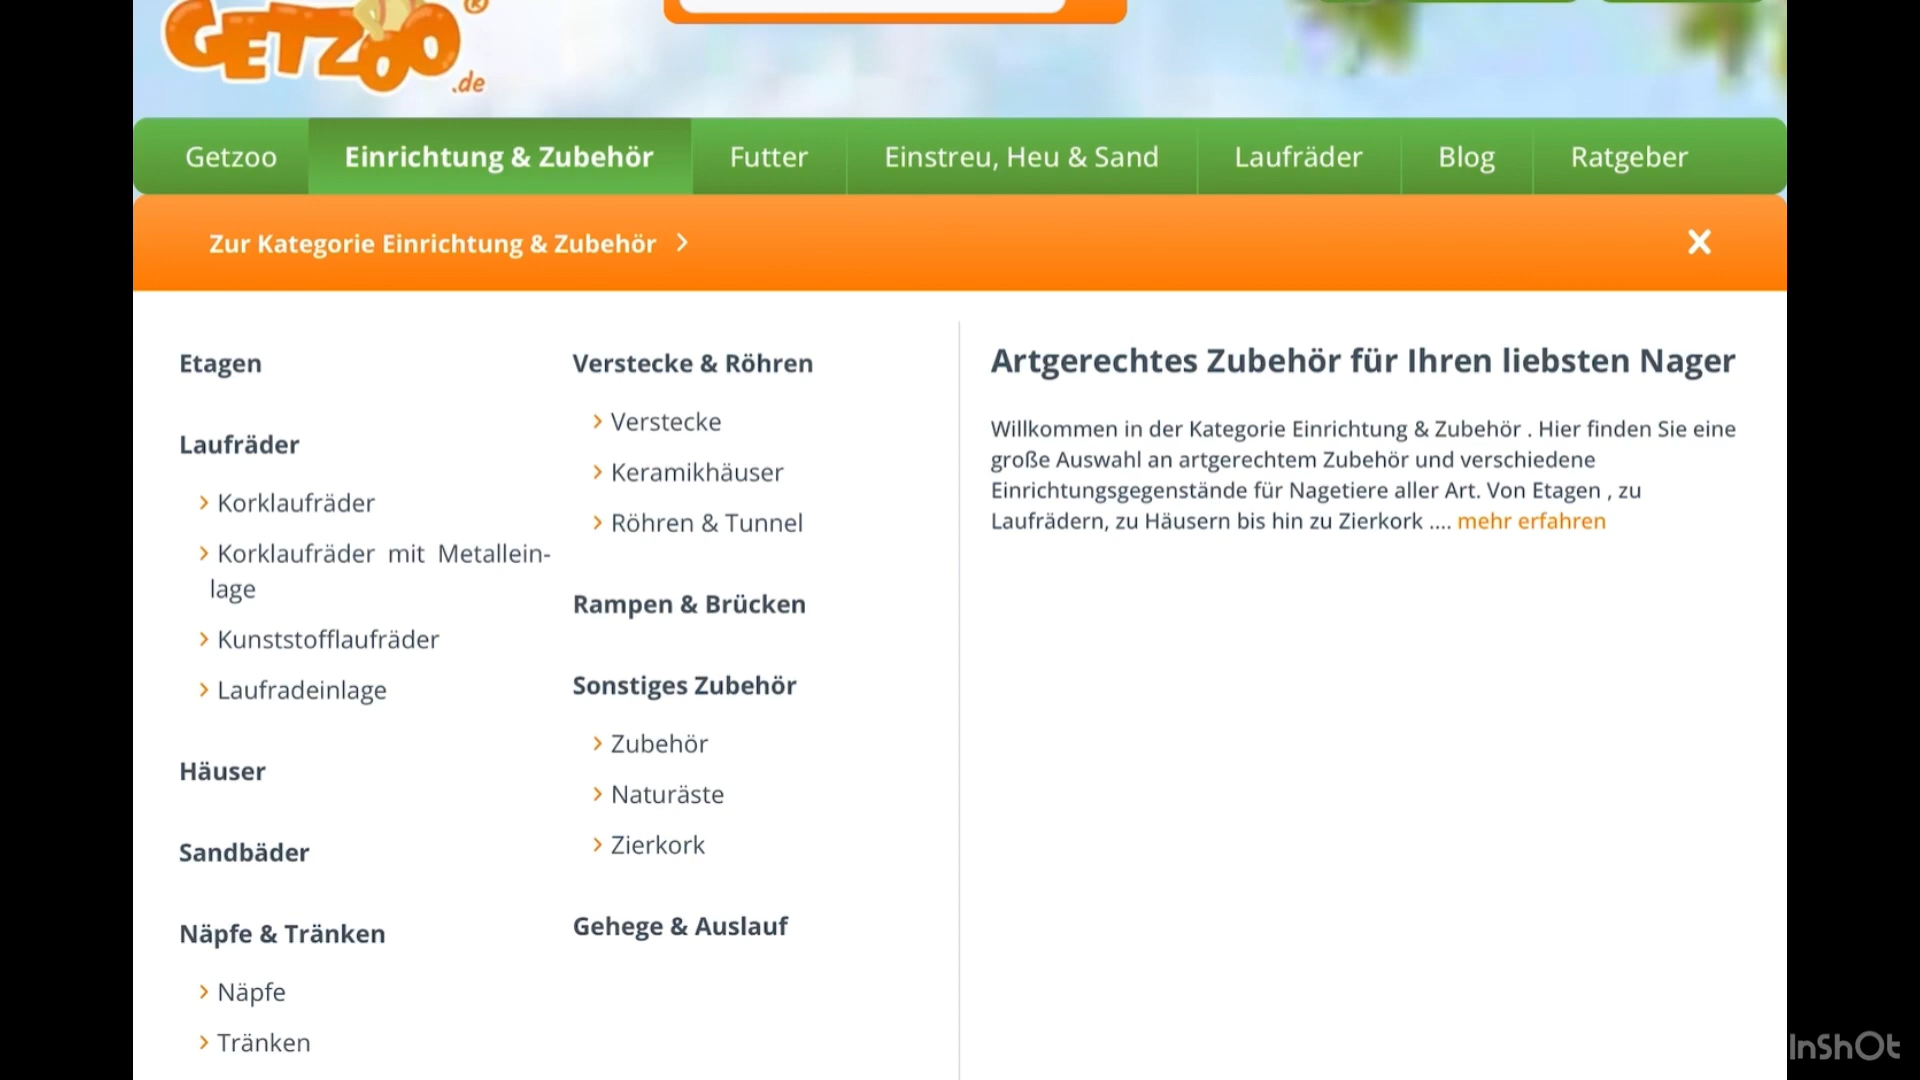 GETZOO®
.de
Getzoo
Einrichtung & Zubehör
Futter
Einstreu, Heu & Sand
Laufräder
Blog
Ratgeber
Zur Kategorie Einrichtung & Zubehör
Etagen
Laufräder
Korklaufräder
Korklaufräder mit Metallein-
lage
Kunststofflaufräder
Laufradeinlage
Häuser
Sandbäder
Näpfe & Tränken
Näpfe
Tränken
Verstecke & Röhren
Verstecke
Keramikhäuser
Röhren & Tunnel
Rampen & Brücken
Sonstiges Zubehör
Zubehör
Naturäste
Zierkork
Gehege & Auslauf
Artgerechtes Zubehör für Ihren liebsten Nager
Willkommen in der Kategorie Einrichtung & Zubehör . Hier finden Sie eine
große Auswahl an artgerechtem Zubehör und verschiedene
Einrichtungsgegenstände für Nagetiere aller Art. Von Etagen , zu
Laufrädern, zu Häusern bis hin zu Zierkork .... mehr erfahren
InShOt